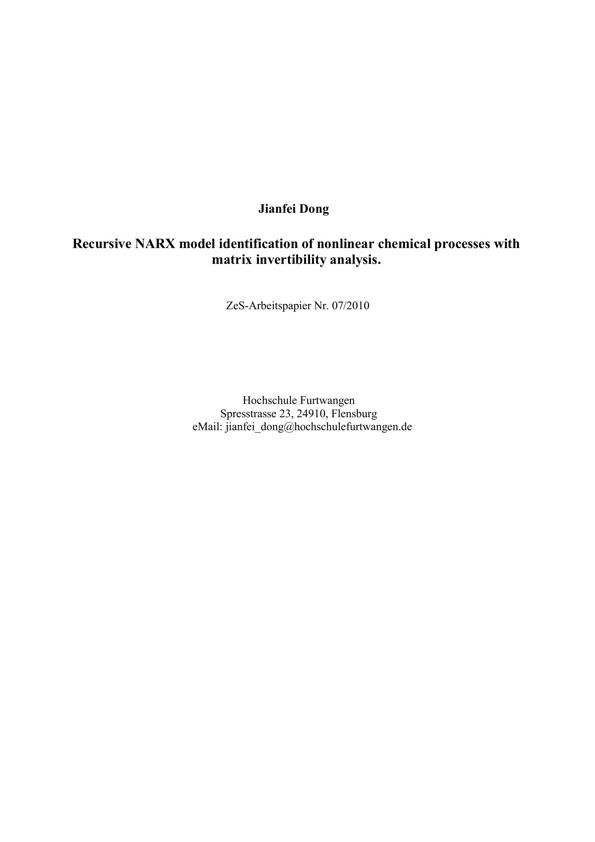 Jianfei Dong
Recursive NARX model identification of nonlinear chemical processes with
matrix invertibility analysis.
ZeS-Arbeitspapier Nr. 07/2010
Hochschule Furtwangen
Spresstrasse 23, 24910, Flensburg
eMail: jianfei_dong@hochschulefurtwangen.de